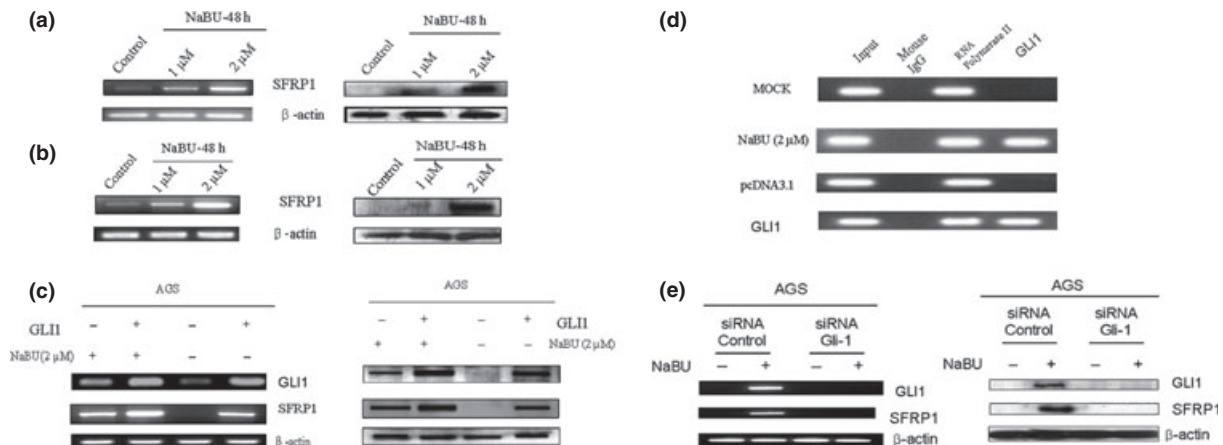 (a)
NaBU-48 h
Control
1 μM
2 μM
SFRP1
β-actin
NaBU-48 h
Control
1 μM
2 μM
(b)
NaBU-48 h
Control
1 μM
2 μM
SFRP1
β-actin
NaBU-48 h
Control
1 μM
2 μM
(c)
AGS
GLI1 – + – +
NaBU(2 μM) + + – –
GLI1
SFRP1
β-actin
AGS
– + – + GLI1
+ + – – NaBU (2 μM)
(d)
Input
Mouse IgG
RNA Polymerate II
GLI1
MOCK
NaBU (2 μM)
pcDNA3.1
GLI1
(e)
AGS
siRNA Control
siRNA Gli-1
NaBU – + – +
GLI1
SFRP1
β-actin
AGS
siRNA Control
siRNA Gli-1
NaBU – + – +
GLI1
SFRP1
β-actin